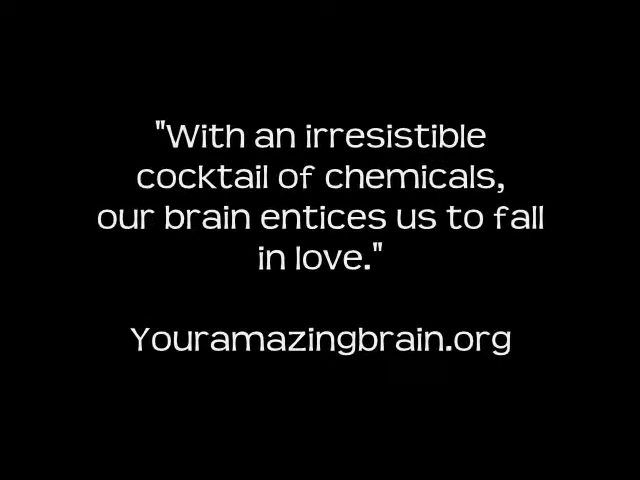 "With an irresistible
cocktail of chemicals,
our brain entices us to fall
in love."
Youramazingbrain.org